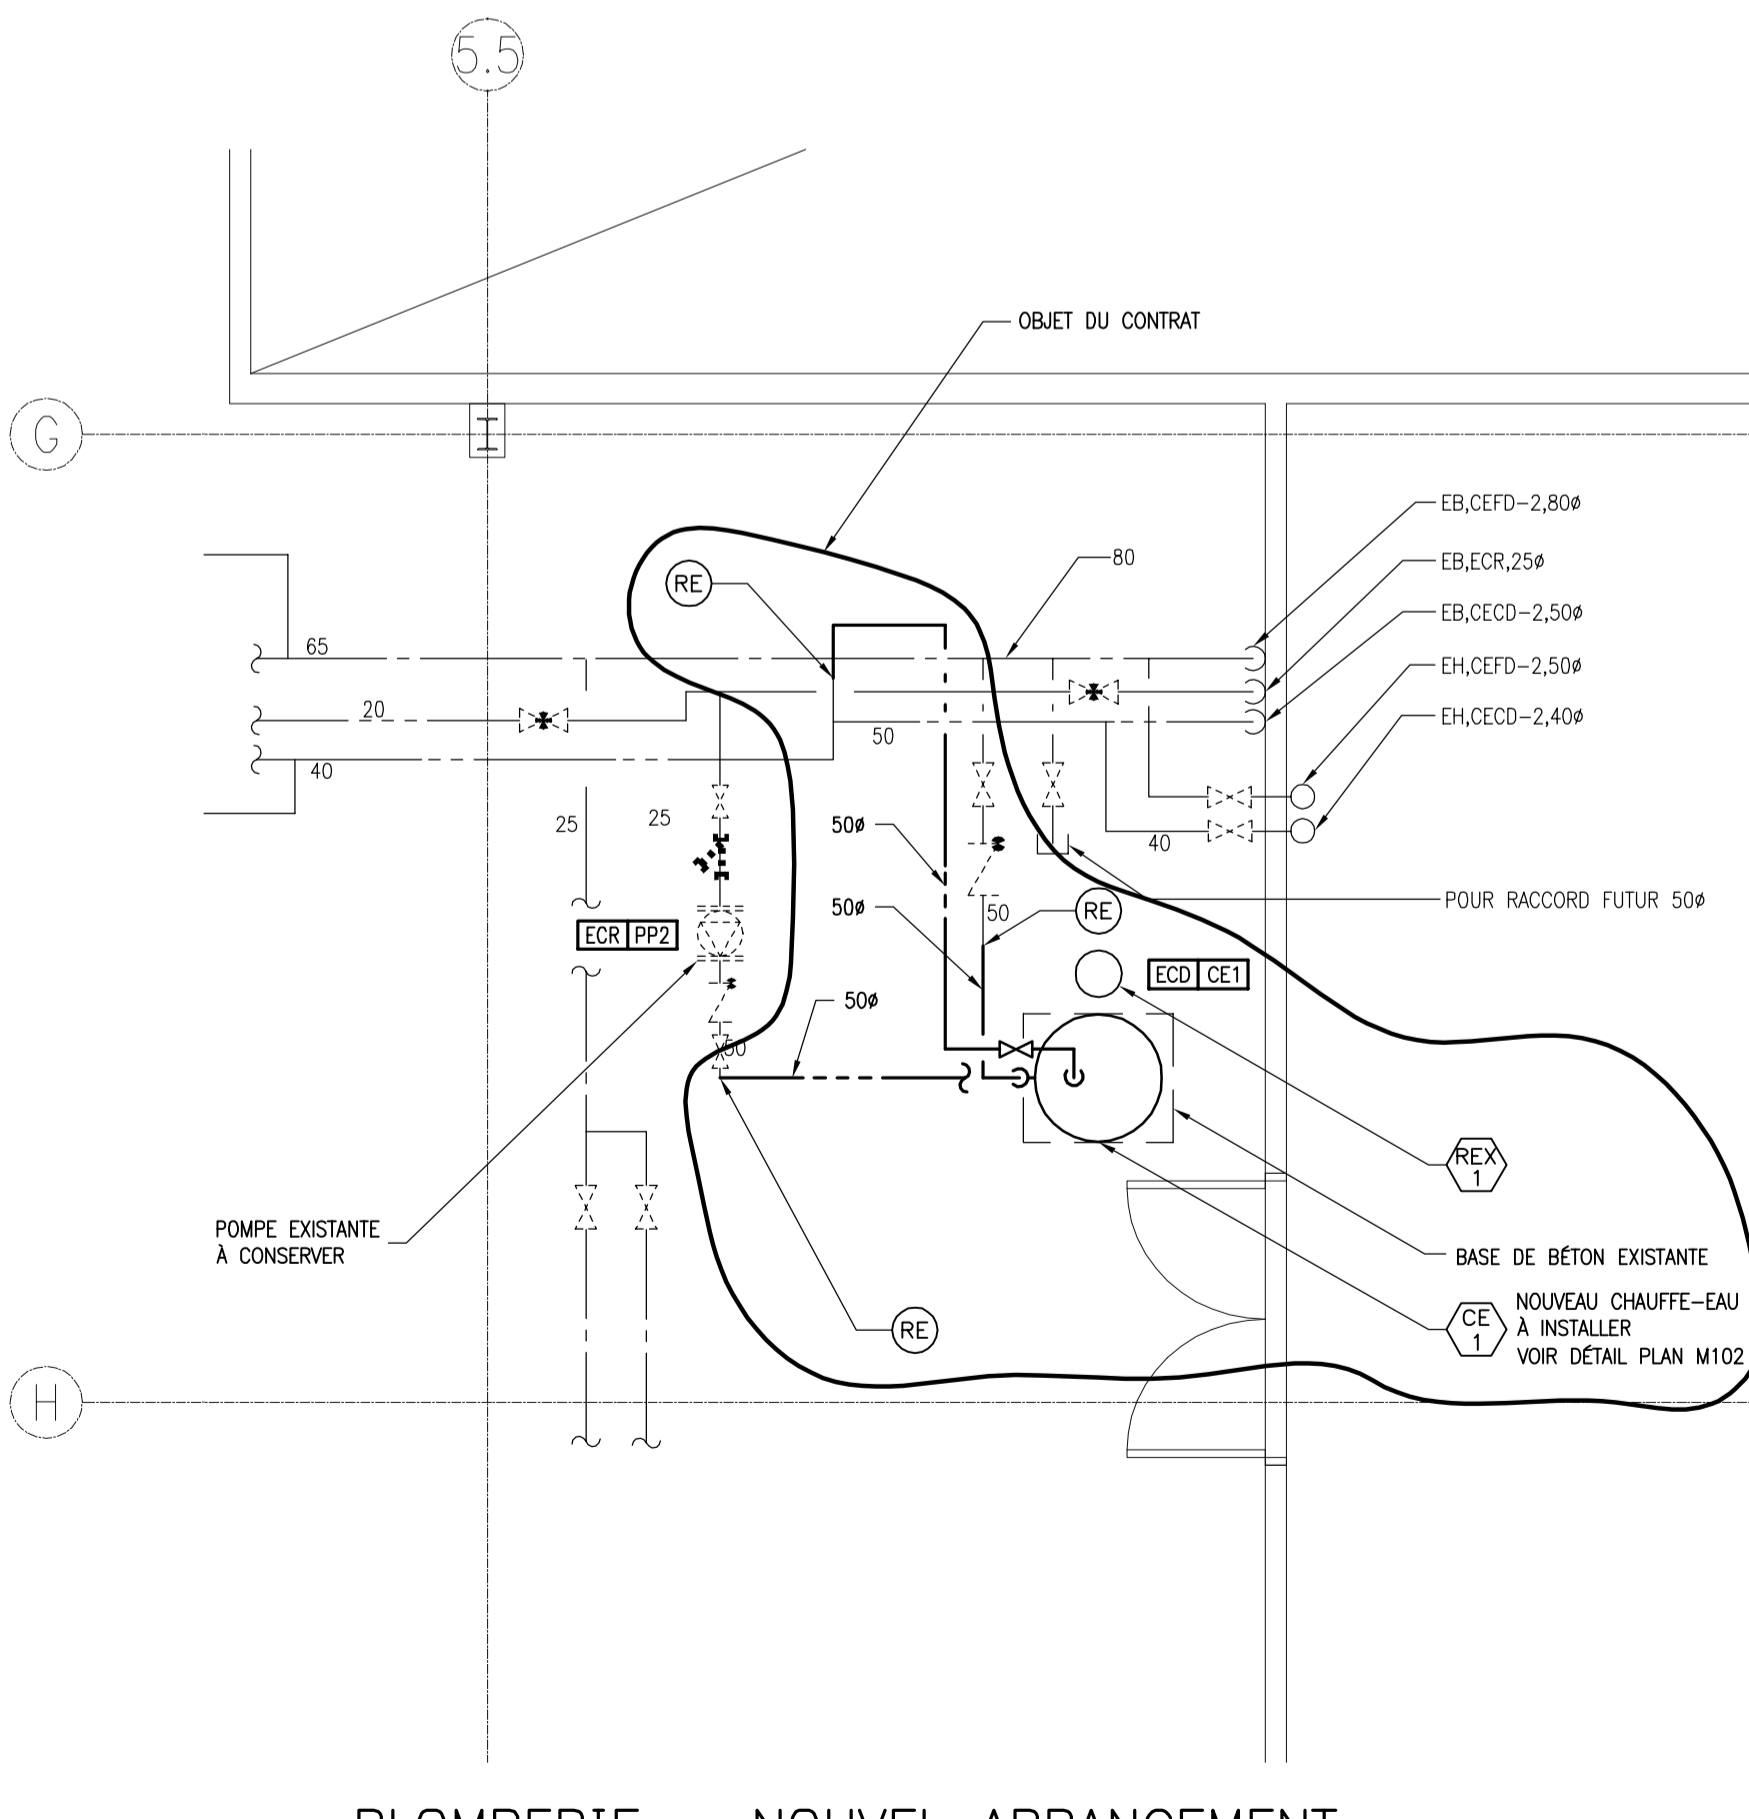 5.5
OBJET DU CONTRAT
G
EB,CEFD-2,80ø
80
EB,ECR,25ø
RE
EB,CECD-2,50ø
65
EH,CEFD-2,50ø
20
EH,CECD-2,40ø
50
40
25
25
50ø
40
POUR RACCORD FUTUR 50ø
50ø
50
RE
ECR PP2
ECD CE1
50ø
50
REX
1
POMPE EXISTANTE
À CONSERVER
BASE DE BÉTON EXISTANTE
RE
CE
1
NOUVEAU CHAUFFE-EAU
À INSTALLER
VOIR DÉTAIL PLAN M102
H
PLOMBERIE NOUVEL ARRANGEMENT